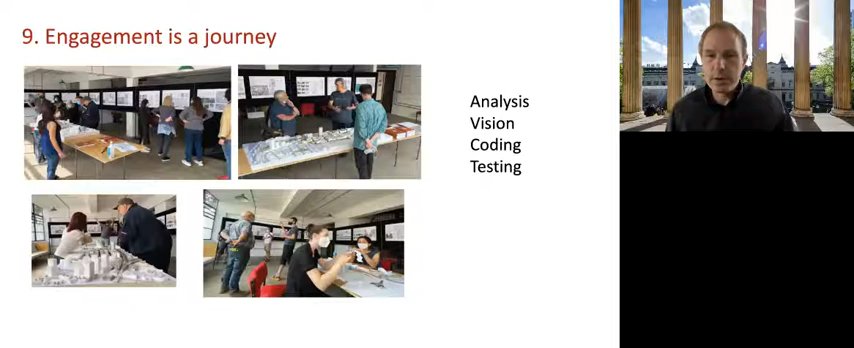 9. Engagement is a journey
Analysis
Vision
Coding
Testing